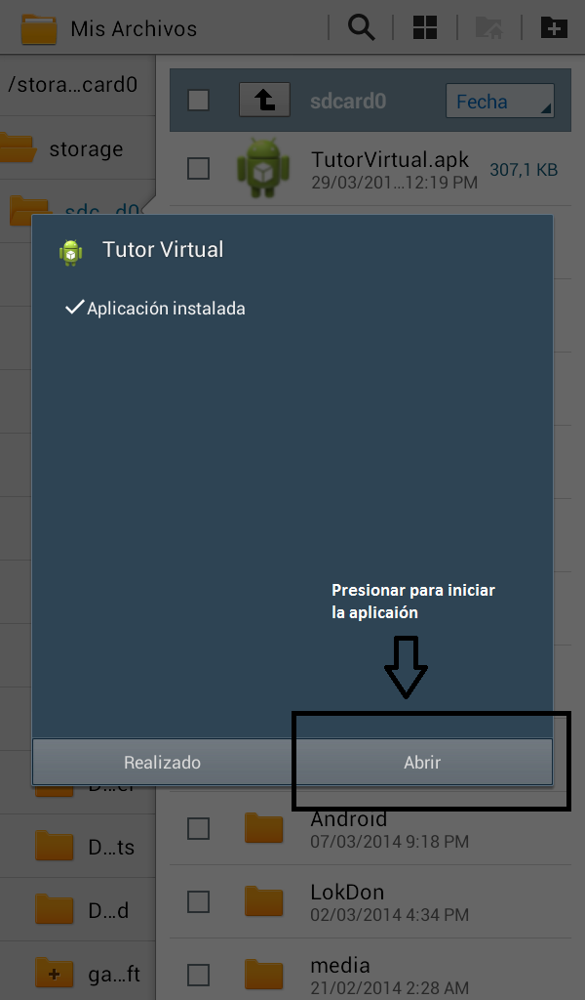 Mis Archivos
/stora...card0
sdcard0
Fecha
storage
TutorVirtual.apk
307,1 KB
29/03/201...12:19 PM
sdc...d0
Tutor Virtual
Aplicación instalada
Presionar para iniciar
la aplicaión
Realizado
Abrir
Android
07/03/2014 9:18 PM
D...ts
LokDon
02/03/2014 4:34 PM
D...d
media
21/02/2014 2:28 AM
ga...ft